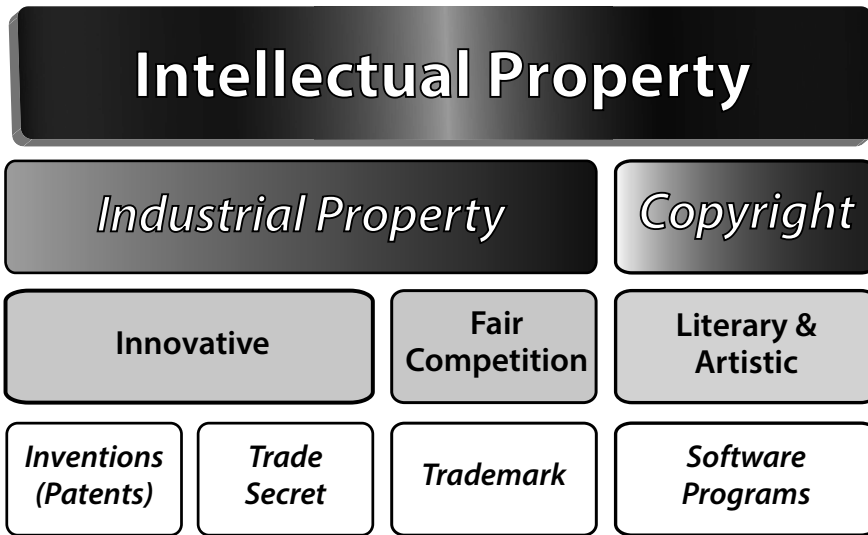 Intellectual Property
Industrial Property
Copyright
Innovative
Fair
Competition
Literary &
Artistic
Inventions
(Patents)
Trade
Secret
Trademark
Software
Programs